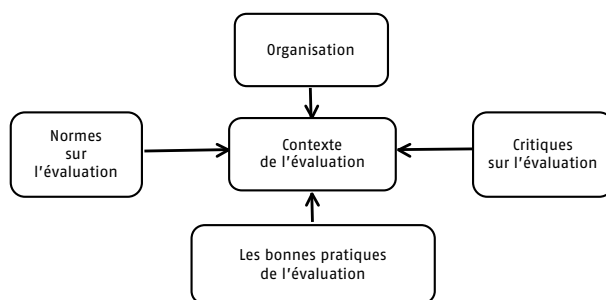 Organisation
Normes
sur
l'évaluation
Contexte
de l'évaluation
Critiques
sur l'évaluation
Les bonnes pratiques
de l'évaluation